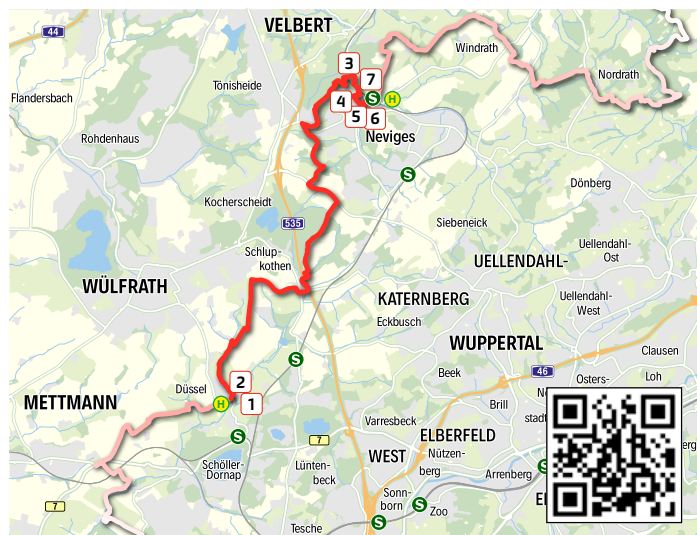 VELBERT
44
Windrath
3
7
Nordrath
Tönisheide
Flandersbach
4
S
H
5
6
Rohdenhaus
Neviges
S
Dönberg
Kocherscheidt
535
Siebeneick
Uellendahl-
Ost
Schlup-
kothen
UELLENDAHL-
WÜLFRATH
KATERNBERG
Uellendahl-
West
Eckbusch
WUPPERTAL
Clausen
S
46
Beek
Osters-
Loh
2
Düssel
METTMANN
H
1
Brill
stadt
Varresbeck
S
7
ELBERFELD
WEST
Nützen-
berg
Schöller-
Dornap
Lünten-
beck
Arrenberg
S
Sonn-
born
7
S
Zoo
S
Tesche